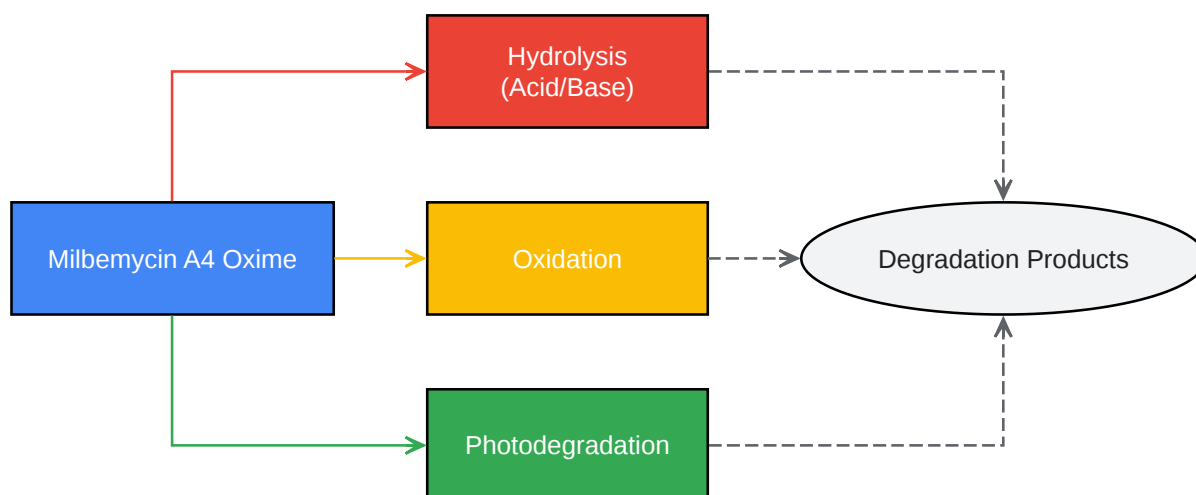 Hydrolysis
(Acid/Base)
Milbemycin A4 Oxime
Oxidation
Degradation Products
Photodegradation